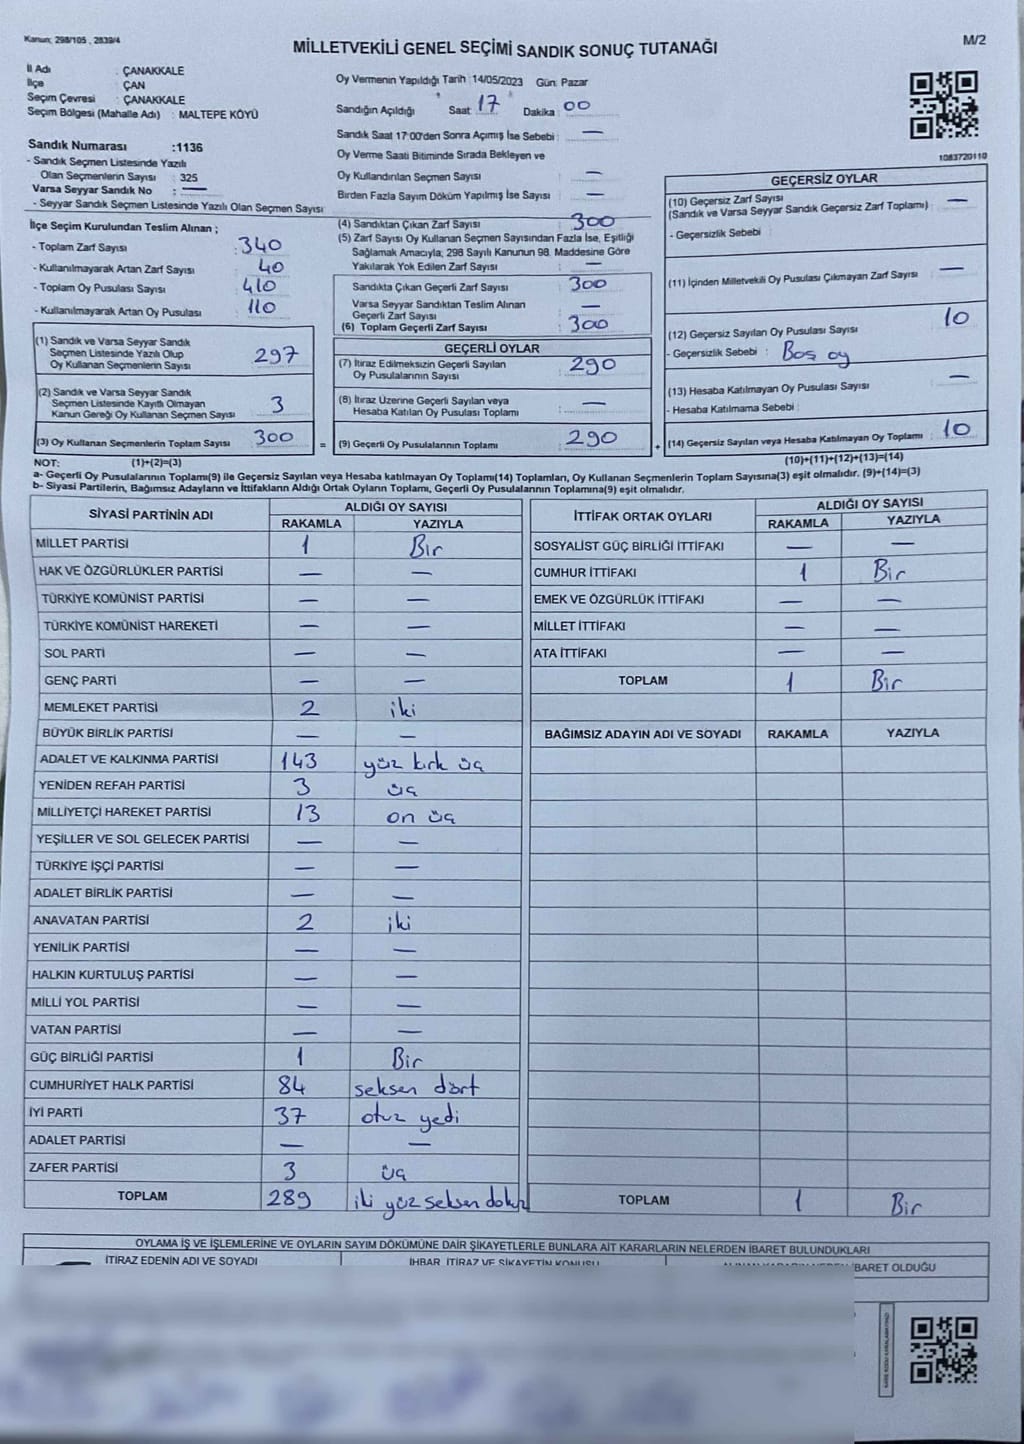 Kanun; 298/105 , 2839/4
MİLLETVEKİLİ GENEL SEÇİMİ SANDIK SONUÇ TUTANAĞI
M/2
İl Adı : ÇANAKKALE
İlçe : ÇAN
Seçim Çevresi : ÇANAKKALE
Seçim Bölgesi (Mahalle Adı) : MALTEPE KÖYÜ
Oy Vermenin Yapıldığı Tarih : 14/05/2023 Gün: Pazar
Sandığın Açıldığı Saat : 17 Dakika : 00
Sandık Saat 17:00'den Sonra Açımış İse Sebebi : —
Oy Verme Saati Bitiminde Sırada Bekleyen ve
Oy Kullandırılan Seçmen Sayısı : —
Birden Fazla Sayım Döküm Yapılmış İse Sayısı : —
1083720110
Sandık Numarası :1136
- Sandık Seçmen Listesinde Yazılı
Olan Seçmenlerin Sayısı : 325
Varsa Seyyar Sandık No : —
- Seyyar Sandık Seçmen Listesinde Yazılı Olan Seçmen Sayısı
İlçe Seçim Kurulundan Teslim Alınan ;
- Toplam Zarf Sayısı : 340
- Kullanılmayarak Artan Zarf Sayısı : 40
- Toplam Oy Pusulası Sayısı : 410
- Kullanılmayarak Artan Oy Pusulası : 110
(1) Sandık ve Varsa Seyyar Sandık
Seçmen Listesinde Yazılı Olup
Oy Kullanan Seçmenlerin Sayısı : 297
(2) Sandık ve Varsa Seyyar Sandık
Seçmen Listesinde Kayıtlı Olmayan
Kanun Gereği Oy Kullanan Seçmen Sayısı : 3
(3) Oy Kullanan Seçmenlerin Toplam Sayısı : 300 =
(4) Sandıktan Çıkan Zarf Sayısı : 300
(5) Zarf Sayısı Oy Kullanan Seçmen Sayısından Fazla İse, Eşitliği
Sağlamak Amacıyla; 298 Sayılı Kanunun 98. Maddesine Göre
Yakılarak Yok Edilen Zarf Sayısı : —
Sandıkta Çıkan Geçerli Zarf Sayısı : 300
Varsa Seyyar Sandıktan Teslim Alınan
Geçerli Zarf Sayısı : —
(6) Toplam Geçerli Zarf Sayısı : 300
GEÇERLİ OYLAR
(7) İtiraz Edilmeksizin Geçerli Sayılan
Oy Pusulalarının Sayısı : 290
(8) İtiraz Üzerine Geçerli Sayılan veya
Hesaba Katılan Oy Pusulası Toplamı : —
(9) Geçerli Oy Pusulalarının Toplamı : 290 +
GEÇERSİZ OYLAR
(10) Geçersiz Zarf Sayısı
(Sandık ve Varsa Seyyar Sandık Geçersiz Zarf Toplamı) : —
- Geçersizlik Sebebi :
(11) İçinden Milletvekili Oy Pusulası Çıkmayan Zarf Sayısı : —
(12) Geçersiz Sayılan Oy Pusulası Sayısı : 10
- Geçersizlik Sebebi : Boş oy
(13) Hesaba Katılmayan Oy Pusulası Sayısı : —
- Hesaba Katılmama Sebebi :
(14) Geçersiz Sayılan veya Hesaba Katılmayan Oy Toplamı : 10
NOT: (1)+(2)=(3) (10)+(11)+(12)+(13)=(14)
a- Geçerli Oy Pusulalarının Toplamı(9) ile Geçersiz Sayılan veya Hesaba katılmayan Oy Toplamı(14) Toplamları, Oy Kullanan Seçmenlerin Toplam Sayısına(3) eşit olmalıdır. (9)+(14)=(3)
b- Siyasi Partilerin, Bağımsız Adayların ve İttifakların Aldığı Ortak Oyların Toplamı, Geçerli Oy Pusulalarının Toplamına(9) eşit olmalıdır.
SİYASİ PARTİNİN ADI ALDIĞI OY SAYISI
RAKAMLA YAZIYLA
MİLLET PARTİSİ 1 Bir
HAK VE ÖZGÜRLÜKLER PARTİSİ — —
TÜRKİYE KOMÜNİST PARTİSİ — —
TÜRKİYE KOMÜNİST HAREKETİ — —
SOL PARTİ — —
GENÇ PARTİ — —
MEMLEKET PARTİSİ 2 iki
BÜYÜK BİRLİK PARTİSİ — —
ADALET VE KALKINMA PARTİSİ 143 yüz kırk üç
YENİDEN REFAH PARTİSİ 3 üç
MİLLİYETÇİ HAREKET PARTİSİ 13 on üç
YEŞİLLER VE SOL GELECEK PARTİSİ — —
TÜRKİYE İŞÇİ PARTİSİ — —
ADALET BİRLİK PARTİSİ — —
ANAVATAN PARTİSİ 2 iki
YENİLİK PARTİSİ — —
HALKIN KURTULUŞ PARTİSİ — —
MİLLİ YOL PARTİSİ — —
VATAN PARTİSİ — —
GÜÇ BİRLİĞİ PARTİSİ 1 Bir
CUMHURİYET HALK PARTİSİ 84 seksen dört
İYİ PARTİ 37 otuz yedi
ADALET PARTİSİ — —
ZAFER PARTİSİ 3 üç
TOPLAM 289 iki yüz seksen dokuz
İTTİFAK ORTAK OYLARI ALDIĞI OY SAYISI
RAKAMLA YAZIYLA
SOSYALİST GÜÇ BİRLİĞİ İTTİFAKI — —
CUMHUR İTTİFAKI 1 Bir
EMEK VE ÖZGÜRLÜK İTTİFAKI — —
MİLLET İTTİFAKI — —
ATA İTTİFAKI — —
TOPLAM 1 Bir
BAĞIMSIZ ADAYIN ADI VE SOYADI RAKAMLA YAZIYLA
TOPLAM 1 Bir
OYLAMA İŞ VE İŞLEMLERİNE VE OYLARIN SAYIM DÖKÜMÜNE DAİR ŞİKAYETLERLE BUNLARA AİT KARARLARIN NELERDEN İBARET BULUNDUKLARI
İTİRAZ EDENİN ADI VE SOYADI İHBAR, İTİRAZ VE ŞİKAYETİN KONUSU İBARET OLDUĞU